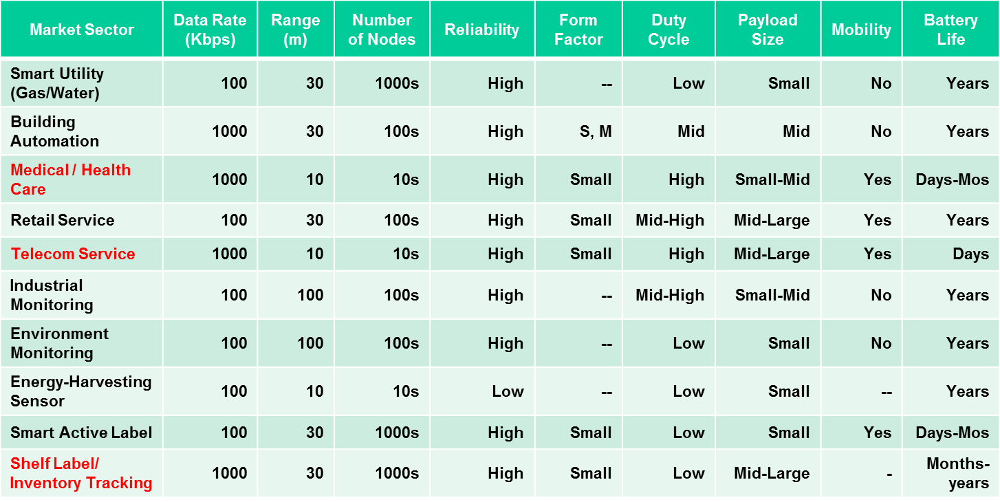 Market Sector Data Rate (Kbps) Range (m) Number of Nodes Reliability Form Factor Duty Cycle Payload Size Mobility Battery Life
Smart Utility (Gas/Water) 100 30 1000s High -- Low Small No Years
Building Automation 1000 30 100s High S, M Mid Mid No Years
Medical / Health Care 1000 10 10s High Small High Small-Mid Yes Days-Mos
Retail Service 100 30 100s High Small Mid-High Mid-Large Yes Years
Telecom Service 1000 10 10s High Small High Mid-Large Yes Days
Industrial Monitoring 100 100 100s High -- Mid-High Small-Mid No Years
Environment Monitoring 100 100 100s High -- Low Small No Years
Energy-Harvesting Sensor 100 10 10s Low -- Low Small -- Years
Smart Active Label 100 30 1000s High Small Low Small Yes Days-Mos
Shelf Label/ Inventory Tracking 1000 30 1000s High Small Low Mid-Large - Months-years